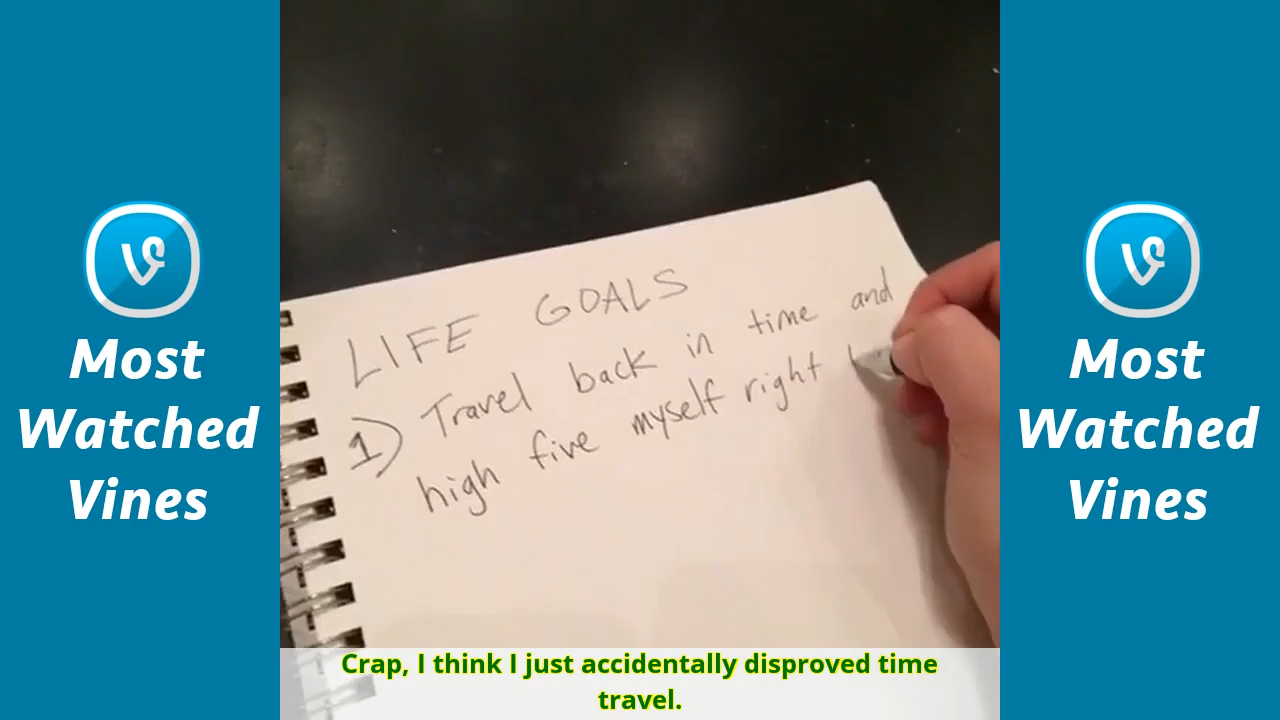 Most
Watched
Vines
LIFE GOALS
1) Travel back in time and
high five myself right
Most
Watched
Vines
Crap, I think I just accidentally disproved time
travel.